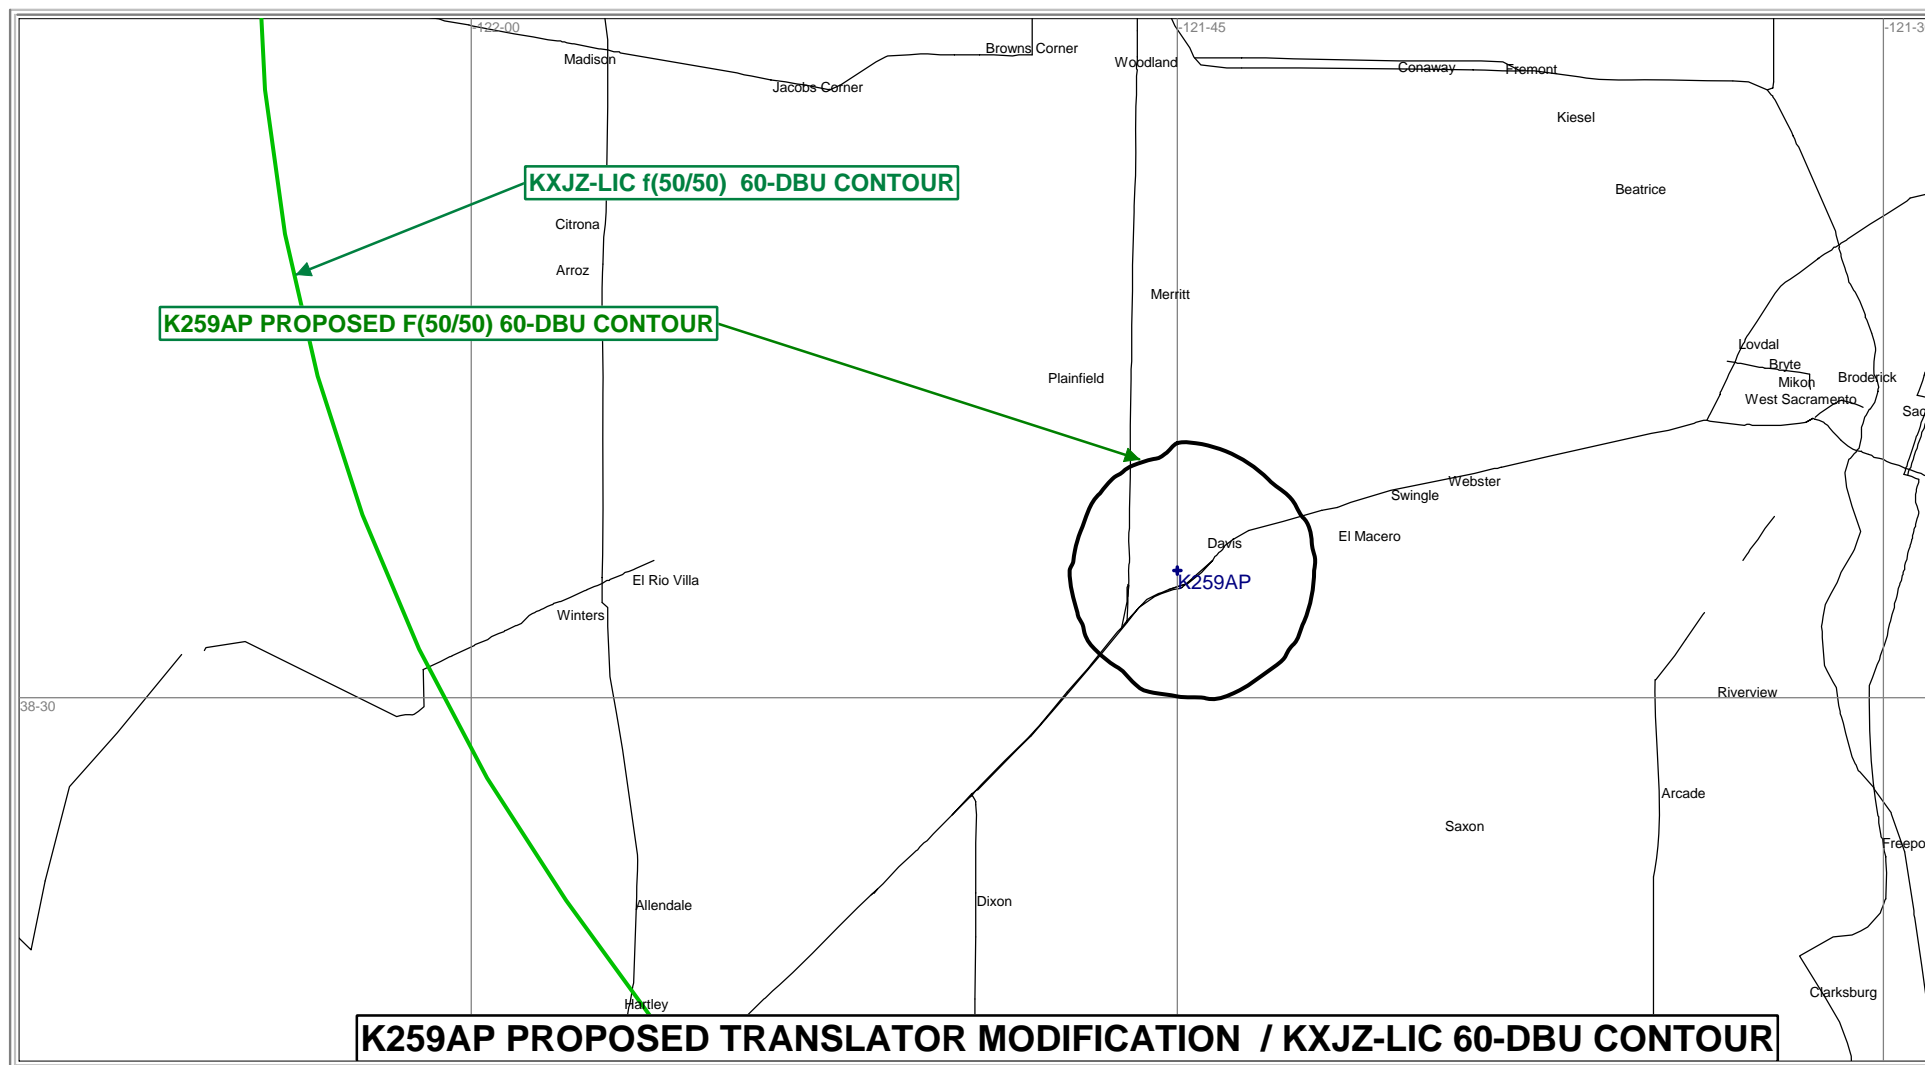 -122-00
-121-45
-121-3
Madison
Browns Corner
Woodland
Jacobs Corner
Conaway
Fremont
Kiesel
KXJZ-LIC f(50/50)  60-DBU CONTOUR
Beatrice
Citrona
Arroz
Merritt
K259AP PROPOSED F(50/50) 60-DBU CONTOUR
Lovdal
Bryte
Plainfield
Mikon
Broderick
West Sacramento
Sac
Webster
Swingle
El Macero
Davis
K259AP
El Rio Villa
Winters
38-30
Riverview
Arcade
Saxon
Freepo
Allendale
Dixon
Hartley
Clarksburg
K259AP PROPOSED TRANSLATOR MODIFICATION  / KXJZ-LIC 60-DBU CONTOUR